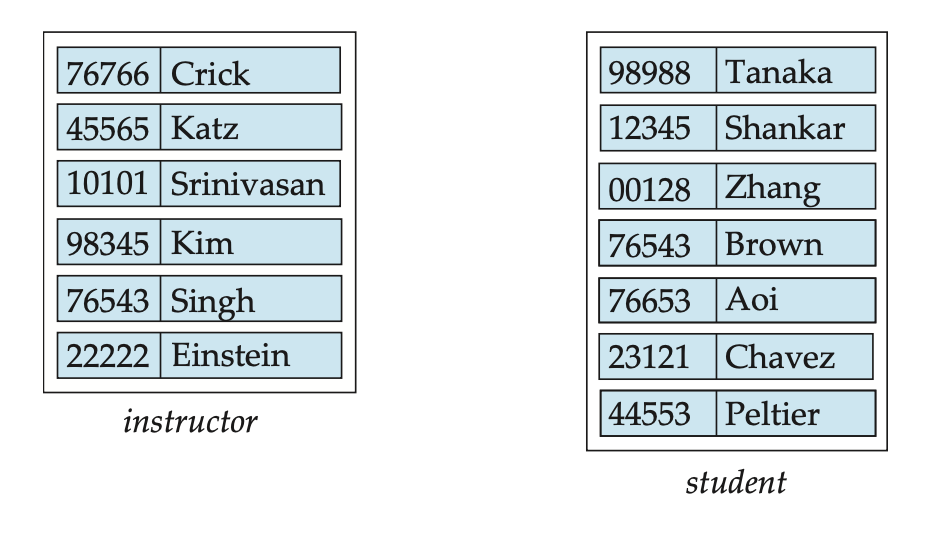 76766 Crick
45565 Katz
10101 Srinivasan
98345 Kim
76543 Singh
22222 Einstein
instructor
98988 Tanaka
12345 Shankar
00128 Zhang
76543 Brown
76653 Aoi
23121 Chavez
44553 Peltier
student